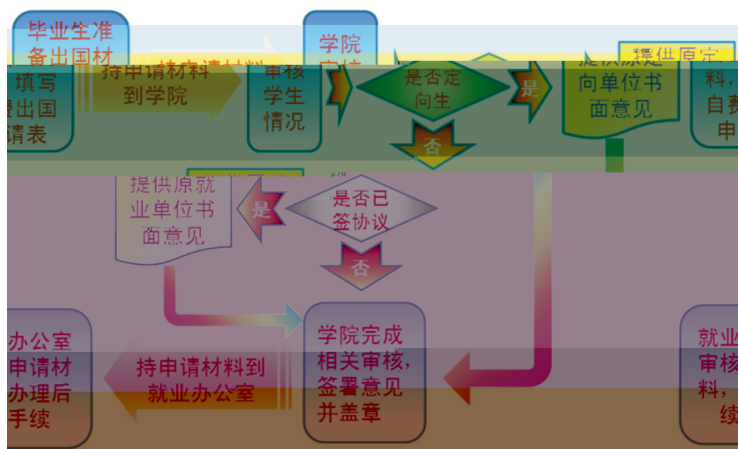 毕业生准
备出国材
填写
费出国
请表
持申请材料
到学院
学院
审核
学生
情况
是否定
向生
是
否
提供原定
向单位书
面意见
料，
自费
申
提供原就
业单位书
面意见
是
是否已
签协议
否
学院完成
相关审核，
签署意见
并盖章
持申请材料到
就业办公室
办公室
申请材
办理后
手续
就业
审核
料，
续